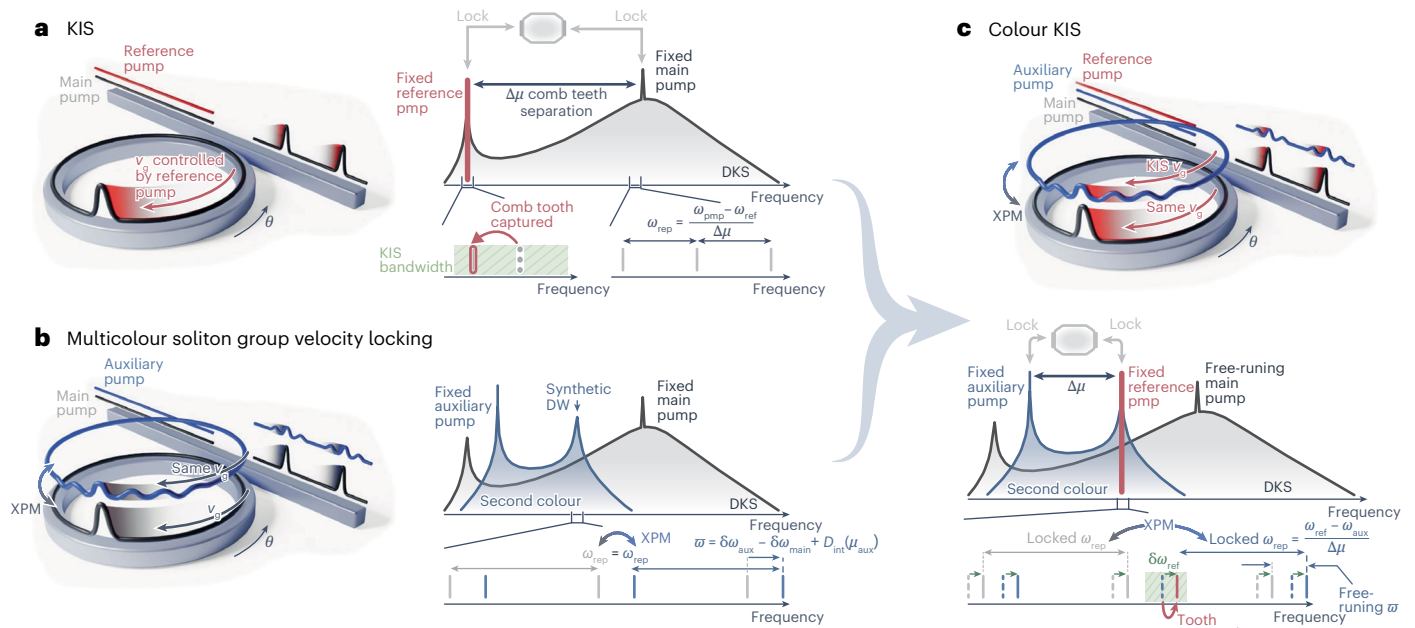 a KIS
Reference
pump
Main
pump
v_g controlled
by reference
pump
θ
Lock
Lock
Fixed
reference
pmp
Δμ comb teeth
separation
Fixed
main
pump
DKS
Frequency
Comb tooth
captured
KIS
bandwidth
Frequency
ω_rep = (ω_pmp − ω_ref) / Δμ
Frequency
b Multicolour soliton group velocity locking
Auxiliary
pump
Main
pump
Same v_g
v_g
XPM
θ
Fixed
auxiliary
pump
Synthetic
DW
Fixed
main
pump
Second colour
DKS
Frequency
XPM
ω_rep = ω_rep
ϖ = δω_aux − δω_main + D_int(μ_aux)
Frequency
c Colour KIS
Reference
pump
Auxiliary
pump
Main
pump
KIS v_g
Same v_g
XPM
θ
Lock
Lock
Fixed
auxiliary
pump
Δμ
Fixed
reference
pmp
Free-runing
main
pump
Second colour
DKS
Frequency
XPM
Locked ω_rep
Locked ω_rep = (ω_ref − ω_aux) / Δμ
δω_ref
Free-
runing ϖ
Frequency
Tooth